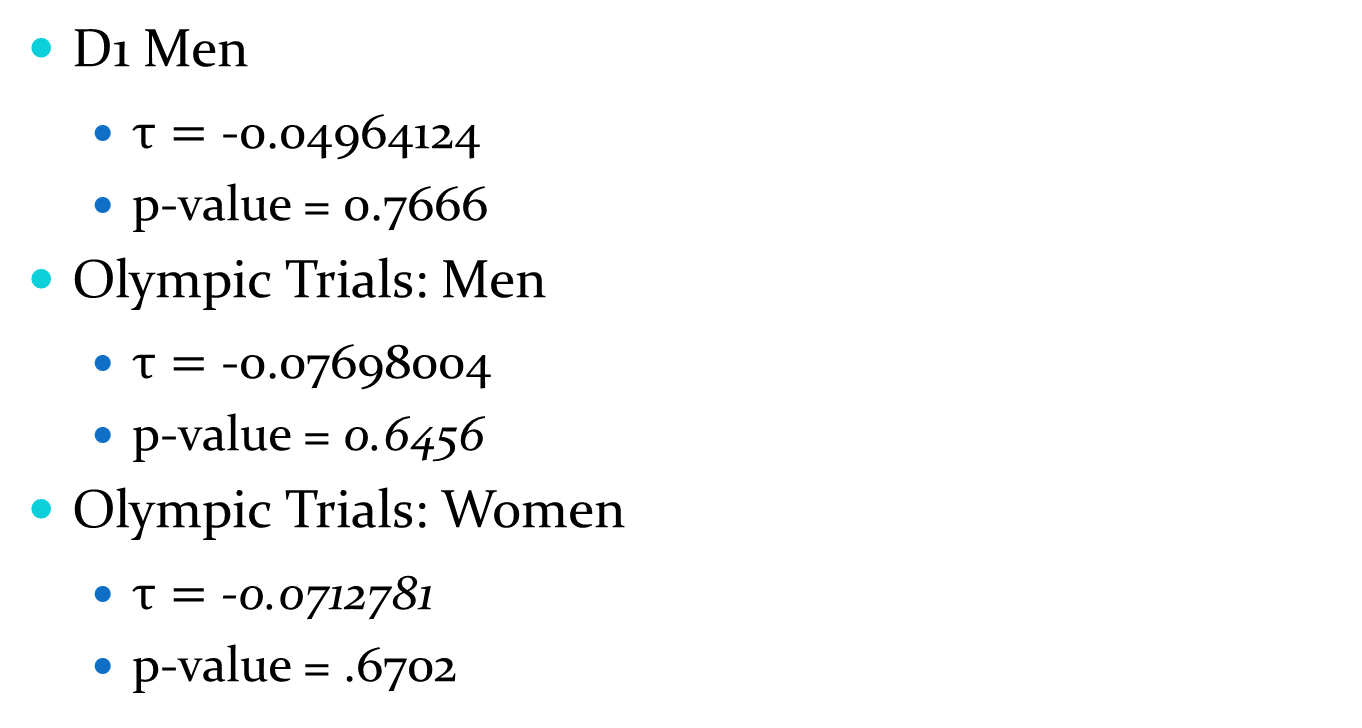 D1 Men
τ = -0.04964124
p-value = 0.7666
Olympic Trials: Men
τ = -0.07698004
p-value = 0.6456
Olympic Trials: Women
τ = -0.0712781
p-value = .6702